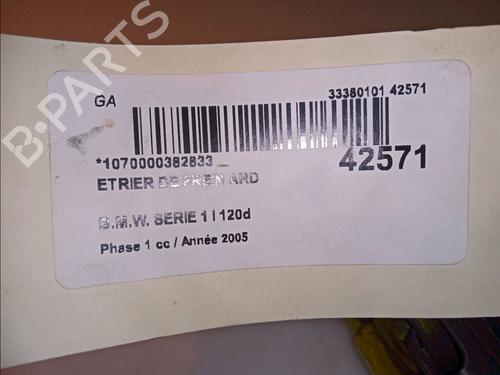 B-PARTS
GA
33380101 42571
*1070000382833
42571
ETRIER DE FREIN ARD
B.M.W. SERIE 1 I 120d
Phase 1 cc / Année 2005